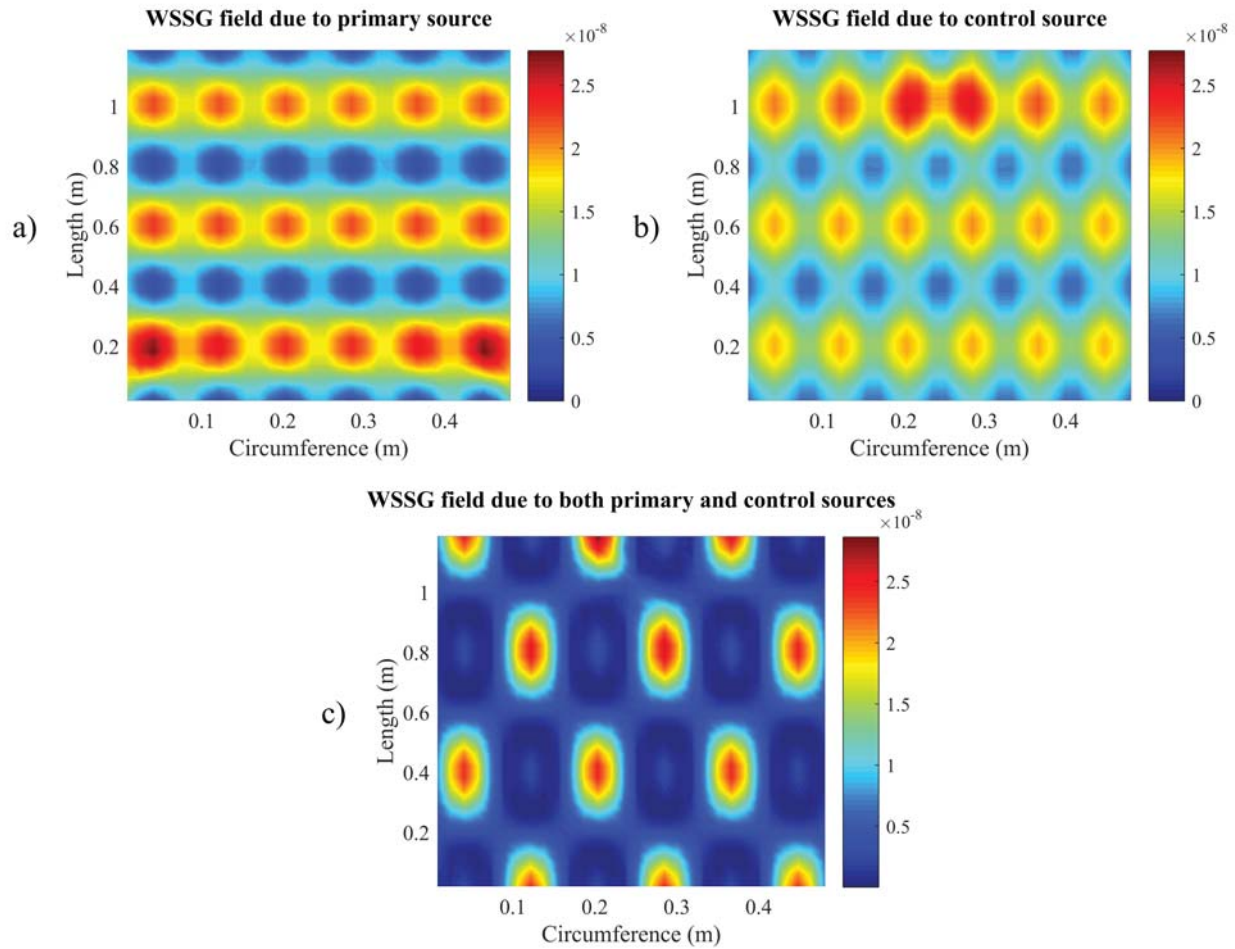 WSSG field due to primary source
×10⁻⁸
2.5
2
1.5
1
0.5
0
1
0.8
0.6
0.4
0.2
Length (m)
a)
0.1 0.2 0.3 0.4
Circumference (m)
WSSG field due to control source
×10⁻⁸
2.5
2
1.5
1
0.5
0
1
0.8
0.6
0.4
0.2
Length (m)
b)
0.1 0.2 0.3 0.4
Circumference (m)
WSSG field due to both primary and control sources
×10⁻⁸
2.5
2
1.5
1
0.5
1
0.8
0.6
0.4
0.2
Length (m)
c)
0.1 0.2 0.3 0.4
Circumference (m)